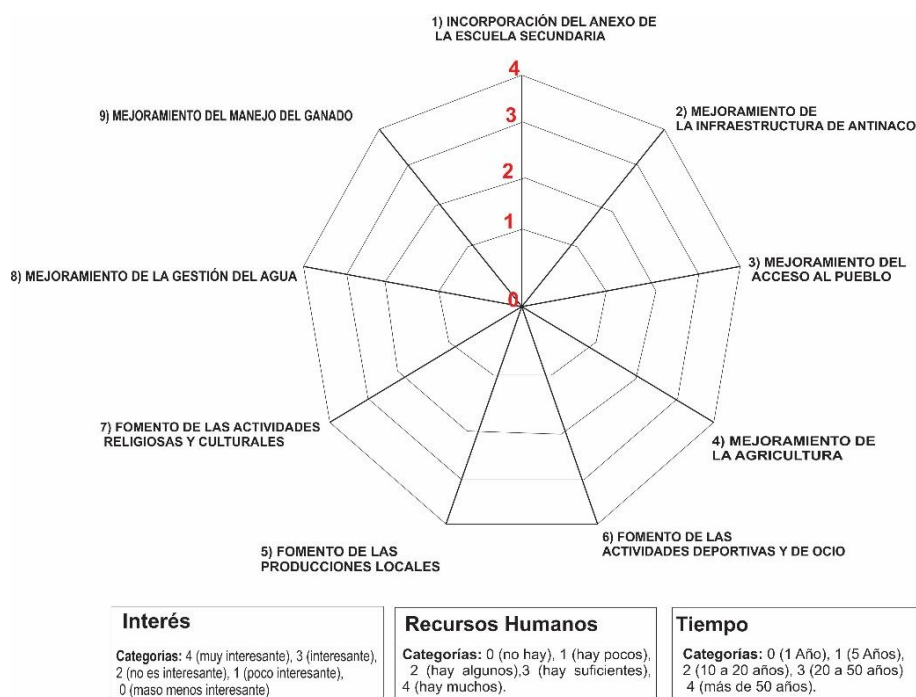 1) INCORPORACIÓN DEL ANEXO DE
LA ESCUELA SECUNDARIA
4
3
2
1
0
9) MEJORAMIENTO DEL MANEJO DEL GANADO
2) MEJORAMIENTO DE
LA INFRAESTRUCTURA DE ANTINACO
8) MEJORAMIENTO DE LA GESTIÓN DEL AGUA
3) MEJORAMIENTO DEL
ACCESO AL PUEBLO
7) FOMENTO DE LAS ACTIVIDADES
RELIGIOSAS Y CULTURALES
4) MEJORAMIENTO DE
LA AGRICULTURA
5) FOMENTO DE LAS
PRODUCCIONES LOCALES
6) FOMENTO DE LAS
ACTIVIDADES DEPORTIVAS Y DE OCIO
Interés
Categorías: 4 (muy interesante), 3 (interesante),
2 (no es interesante), 1 (poco interesante),
0 (maso menos interesante)
Recursos Humanos
Categorías: 0 (no hay), 1 (hay pocos),
2 (hay algunos),3 (hay suficientes),
4 (hay muchos).
Tiempo
Categorías: 0 (1 Año), 1 (5 Años),
2 (10 a 20 años), 3 (20 a 50 años)
4 (más de 50 años).